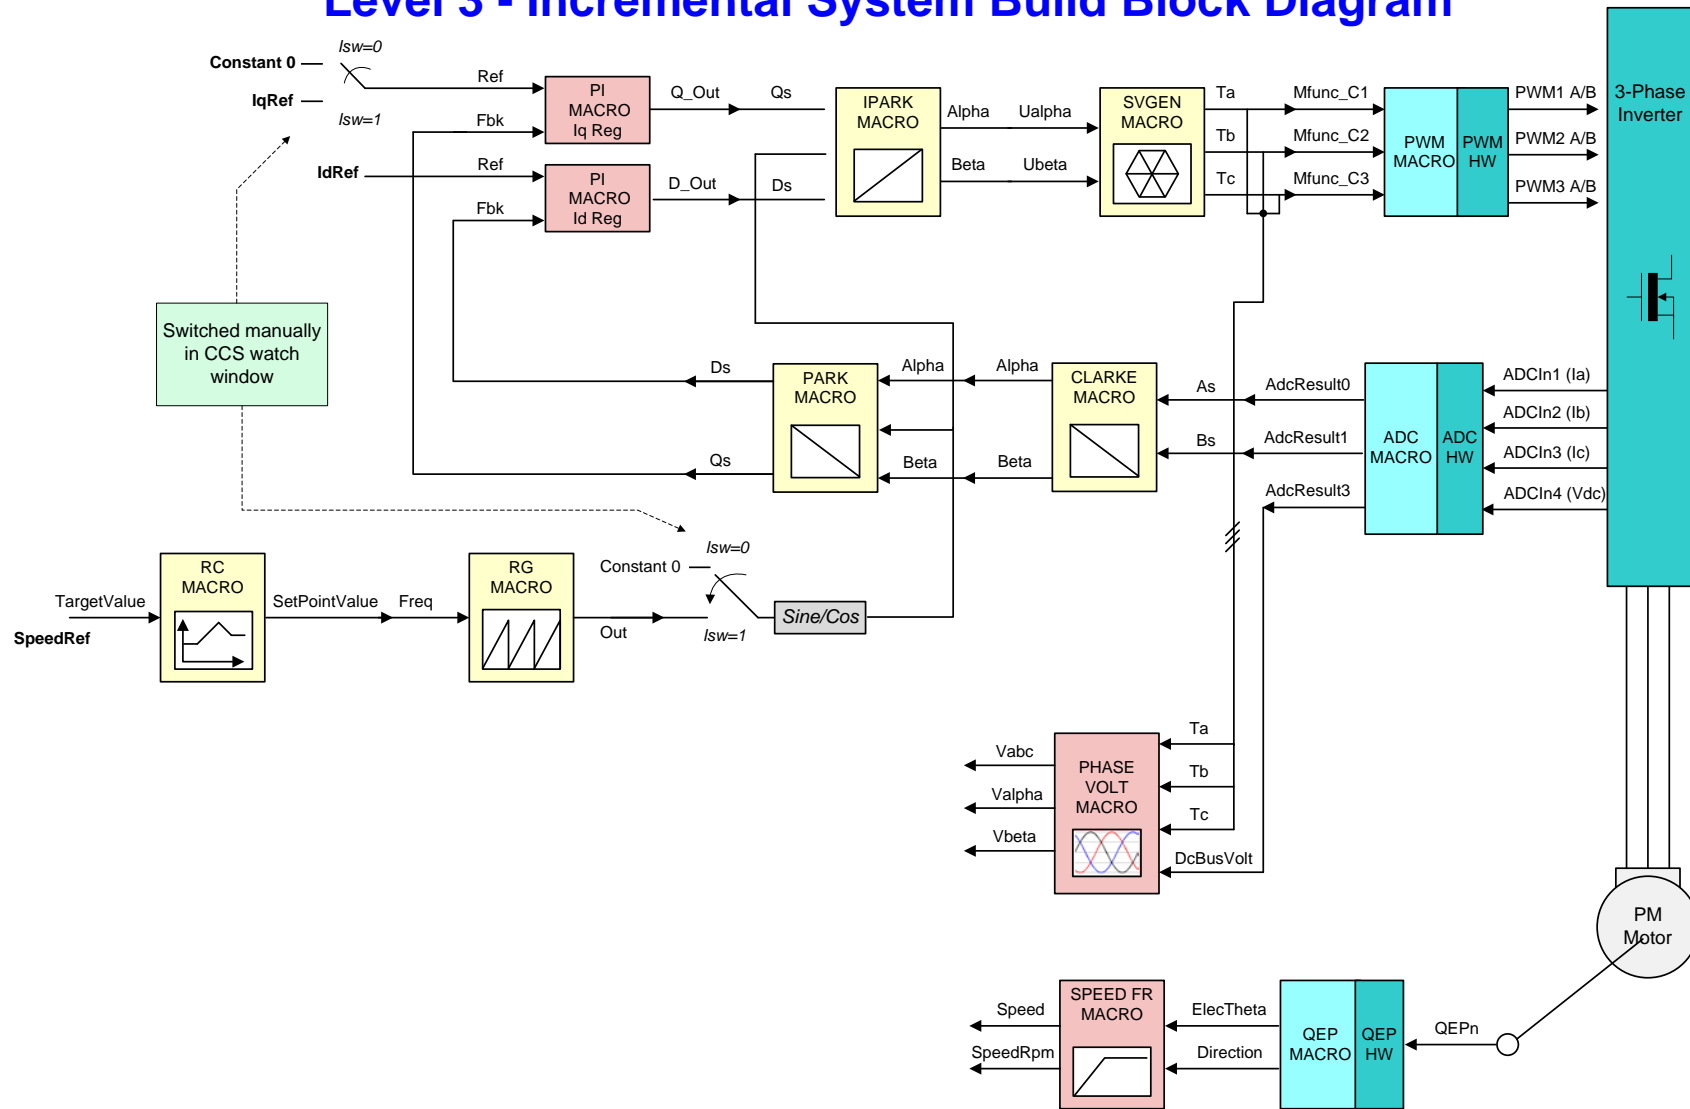 Level 3 - Incremental System Build Block Diagram
Isw=0
Constant 0
IqRef
Isw=1
Ref
Fbk
PI
MACRO
Iq Reg
Q_Out
Qs
IdRef
Ref
Fbk
PI
MACRO
Id Reg
D_Out
Ds
IPARK
MACRO
Alpha
Ualpha
Beta
Ubeta
SVGEN
MACRO
Ta
Tb
Tc
Mfunc_C1
Mfunc_C2
Mfunc_C3
PWM
MACRO
PWM
HW
PWM1 A/B
PWM2 A/B
PWM3 A/B
3-Phase
Inverter
Switched manually
in CCS watch
window
Ds
Qs
PARK
MACRO
Alpha
Alpha
Beta
Beta
CLARKE
MACRO
As
AdcResult0
Bs
AdcResult1
AdcResult3
ADC
MACRO
ADC
HW
ADCIn1 (Ia)
ADCIn2 (Ib)
ADCIn3 (Ic)
ADCIn4 (Vdc)
TargetValue
SpeedRef
RC
MACRO
SetPointValue
Freq
RG
MACRO
Out
Constant 0
Isw=0
Isw=1
Sine/Cos
Vabc
Valpha
Vbeta
PHASE
VOLT
MACRO
Ta
Tb
Tc
DcBusVolt
PM
Motor
Speed
SpeedRpm
SPEED FR
MACRO
ElecTheta
Direction
QEP
MACRO
QEP
HW
QEPn